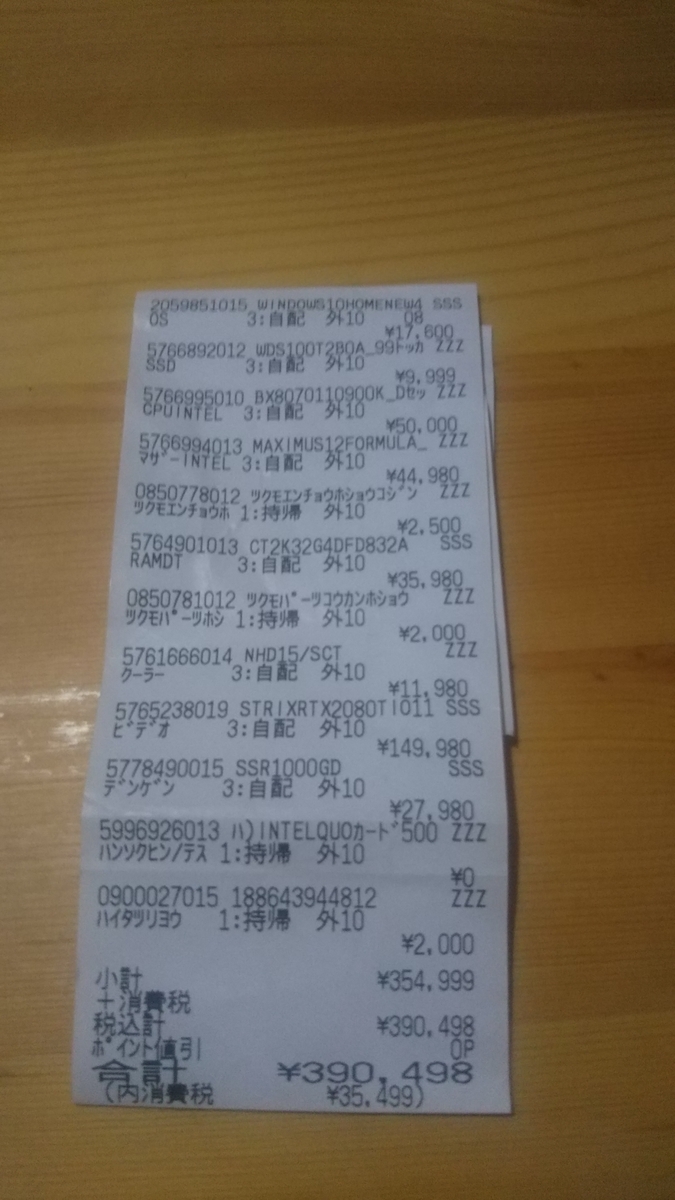 2059851015 WINDOWS10HOMENEW4 SSS
OS 3:自配 外10 08
¥17,600
5766892012 WDS100T2B0A_99トッカ ZZZ
SSD 3:自配 外10
¥9,999
5766995010 BX8070110900K_Dセッ ZZZ
CPUINTEL 3:自配 外10
¥50,000
5766994013 MAXIMUS12FORMULA_ ZZZ
マザーINTEL 3:自配 外10
¥44,980
0850778012 ツクモエンチョウホショウコジン ZZZ
ツクモエンチョウホ 1:持帰 外10
¥2,500
5764901013 CT2K32G4DFD832A SSS
RAMDT 3:自配 外10
¥35,980
0850781012 ツクモパーツコウカンホショウ ZZZ
ツクモパーツホシ 1:持帰 外10
¥2,000
5761666014 NHD15/SCT ZZZ
クーラー 3:自配 外10
¥11,980
5765238019 STRIXRTX2080TIO11 SSS
ビデオ 3:自配 外10
¥149,980
5778490015 SSR1000GD SSS
デンゲン 3:自配 外10
¥27,980
5996926013 ハ)INTELQUOカード500 ZZZ
ハンソクヒン/テス 1:持帰 外10
¥0
0900027015 188643944812 ZZZ
ハイタツリヨウ 1:持帰 外10
¥2,000
小計 ¥354,999
+消費税
税込計 ¥390,498
ポイント値引 0P
合計 ¥390,498
(内消費税 ¥35,499)